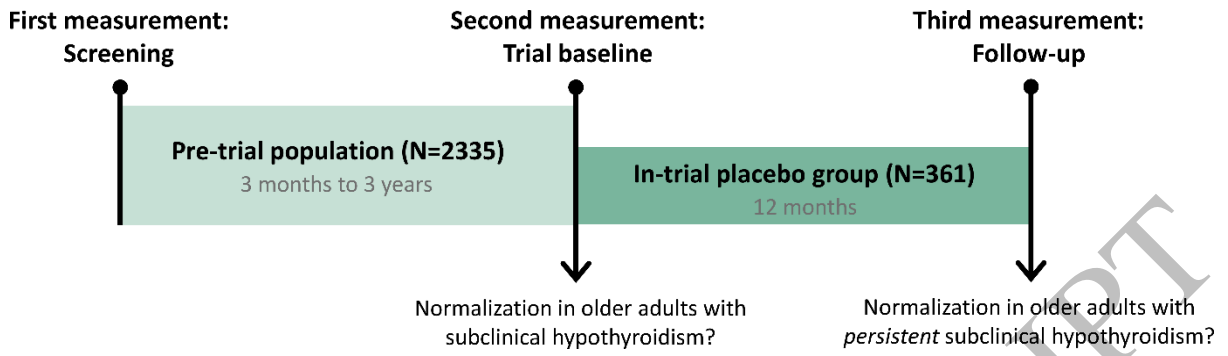 First measurement:
Screening
Second measurement:
Trial baseline
Third measurement:
Follow-up
Pre-trial population (N=2335)
3 months to 3 years
In-trial placebo group (N=361)
12 months
Normalization in older adults with
subclinical hypothyroidism?
Normalization in older adults with
persistent subclinical hypothyroidism?